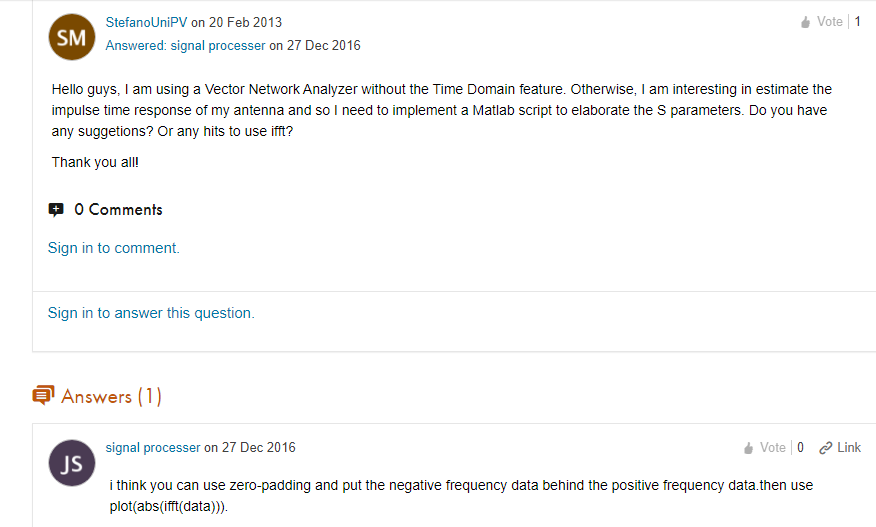 SM
StefanoUniPV on 20 Feb 2013
Vote 1
Answered: signal processer on 27 Dec 2016
Hello guys, I am using a Vector Network Analyzer without the Time Domain feature. Otherwise, I am interesting in estimate the
impulse time response of my antenna and so I need to implement a Matlab script to elaborate the S parameters. Do you have
any suggetions? Or any hits to use ifft?
Thank you all!
0 Comments
Sign in to comment.
Sign in to answer this question.
Answers (1)
JS
signal processer on 27 Dec 2016
Vote 0 Link
i think you can use zero-padding and put the negative frequency data behind the positive frequency data.then use
plot(abs(ifft(data))).